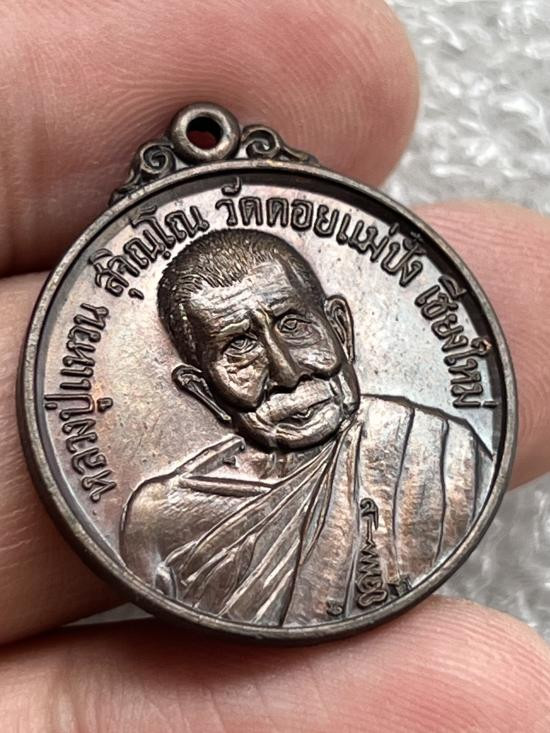 หลวงปู่แหวน สุจิณฺโณ วัดดอยแม่ปั๋ง เชียงใหม่